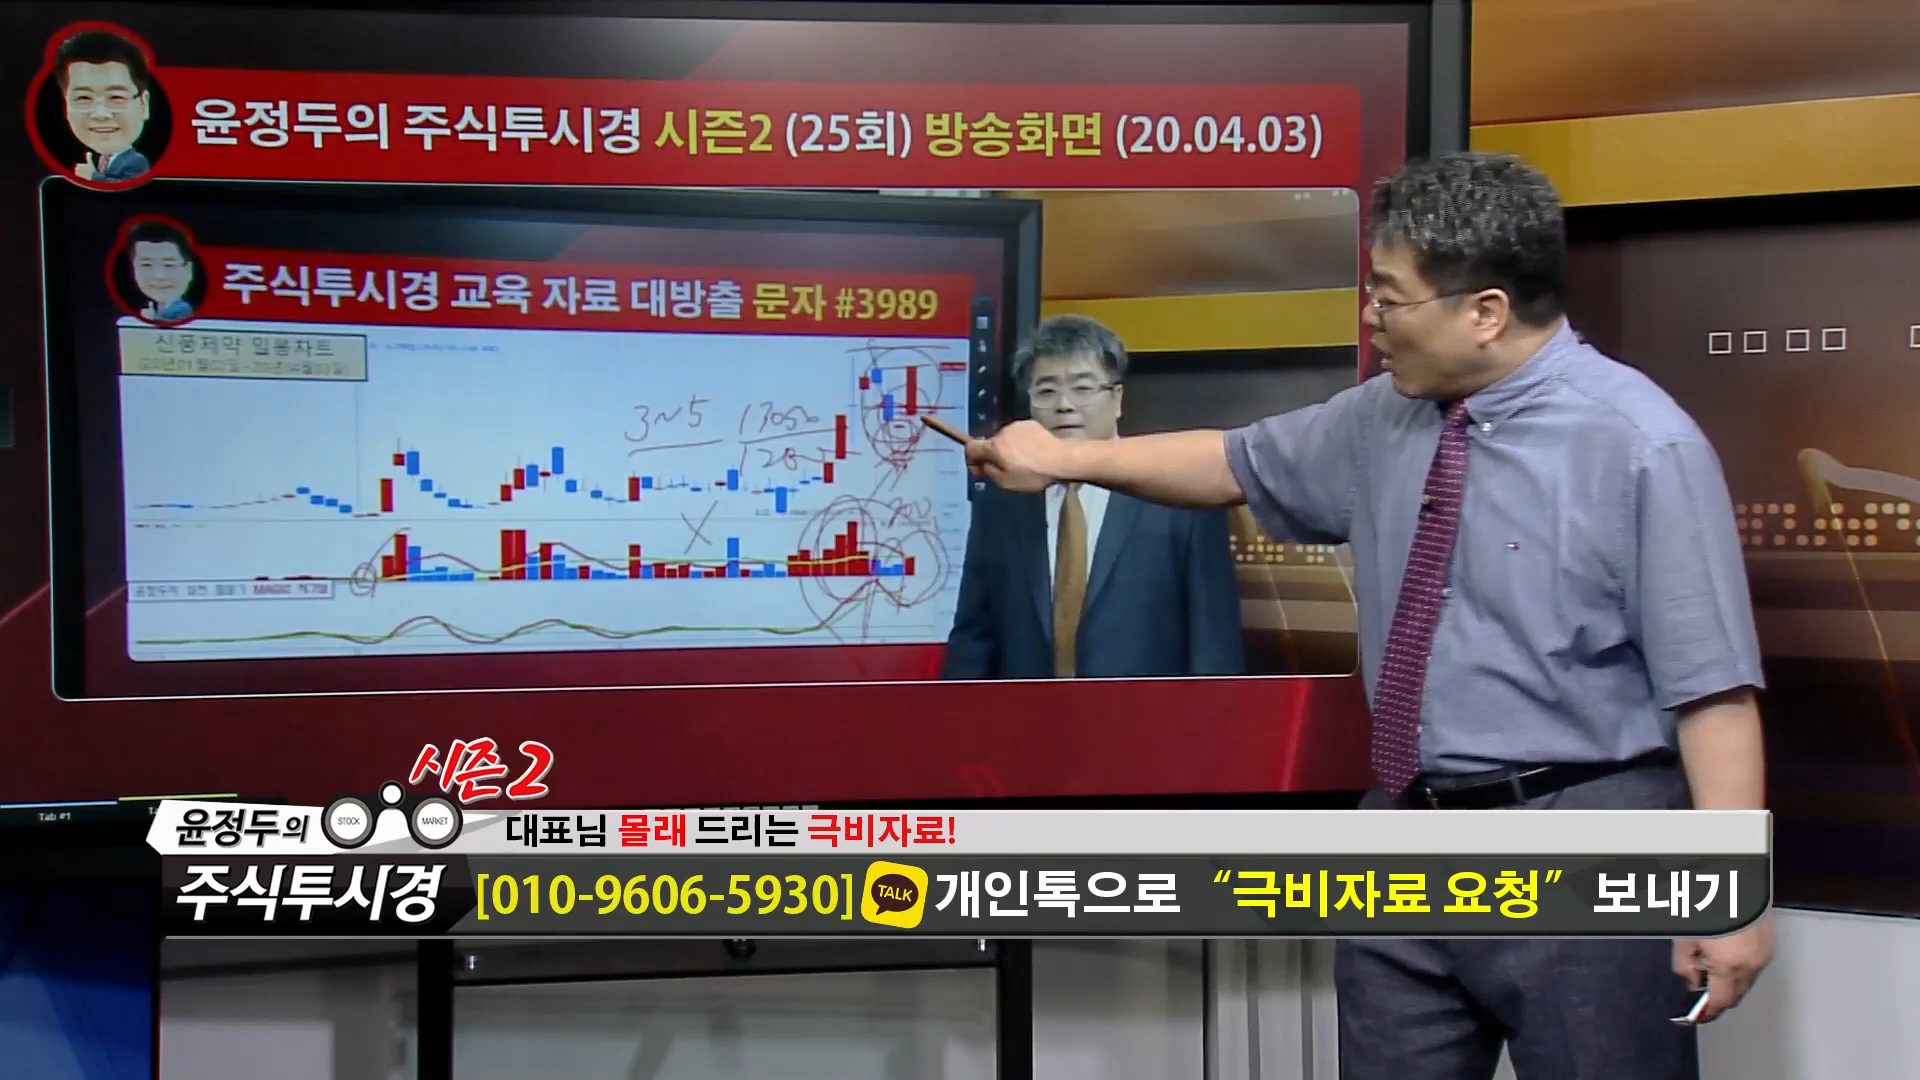 윤정두의 주식투시경 시즌2 (25회) 방송화면 (20.04.03)
주식투시경 교육 자료 대방출 문자 #3989
신풍제약 일봉차트
3~5
X
시즌2
윤정두의
STOCK
MARKET
주식투시경
대표님 몰래 드리는 극비자료!
[010-9606-5930] TALK 개인톡으로 “극비자료 요청” 보내기
Tab #1